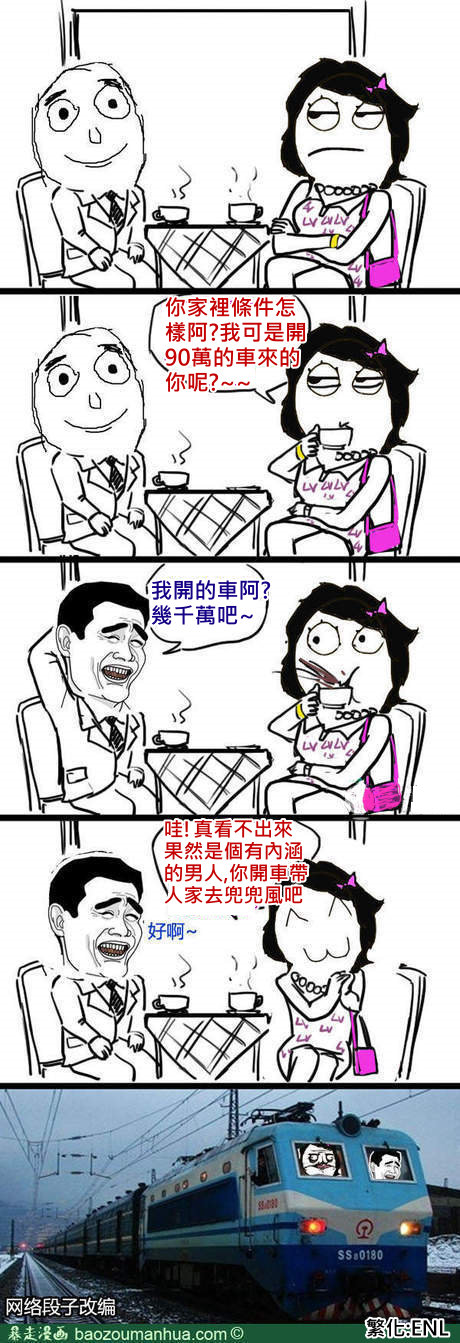 你家裡條件怎
樣阿?我可是開
90萬的車來的
你呢?~~
我開的車阿?
幾千萬吧~
哇! 真看不出來
果然是個有內涵
的男人,你開車帶
人家去兜兜風吧
好啊~
SS8 0180
网络段子改编
暴走漫画 baozoumanhua.com ©
繁化:ENL